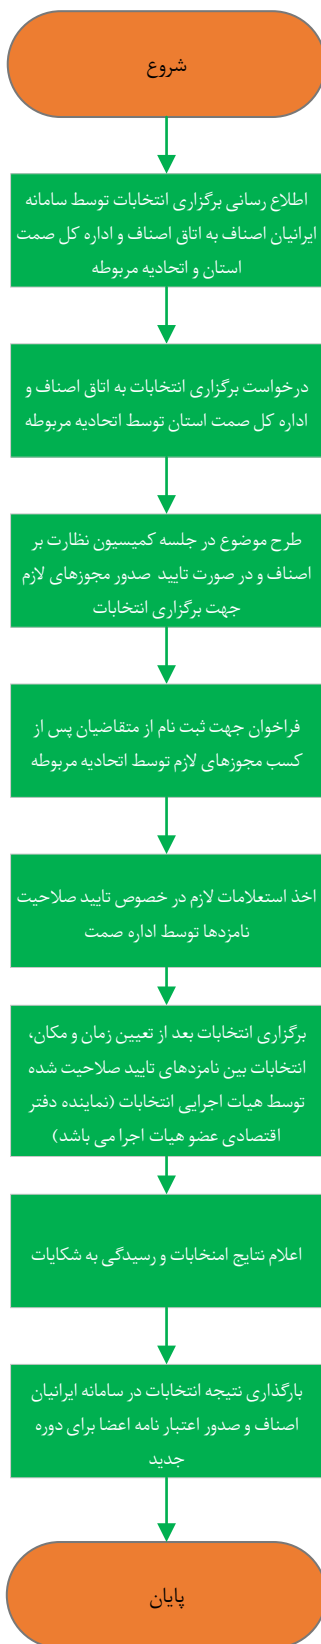 شروع
اطلاع رسانی برگزاری انتخابات توسط سامانه
ایرانیان اصناف به اتاق اصناف و اداره کل صمت
استان و اتحادیه مربوطه
درخواست برگزاری انتخابات به اتاق اصناف و
اداره کل صمت استان توسط اتحادیه مربوطه
طرح موضوع در جلسه کمیسیون نظارت بر
اصناف و در صورت تایید صدور مجوزهای لازم
جهت برگزاری انتخابات
فراخوان جهت ثبت نام از متقاضیان پس از
کسب مجوزهای لازم توسط اتحادیه مربوطه
اخذ استعلامات لازم در خصوص تایید صلاحیت
نامزدها توسط اداره صمت
برگزاری انتخابات بعد از تعیین زمان و مکان،
انتخابات بین نامزدهای تایید صلاحیت شده
توسط هیات اجرایی انتخابات (نماینده دفتر
اقتصادی عضو هیات اجرا می باشد)
اعلام نتایج امنخابات و رسیدگی به شکایات
بارگذاری نتیجه انتخابات در سامانه ایرانیان
اصناف و صدور اعتبار نامه اعضا برای دوره
جدید
پایان